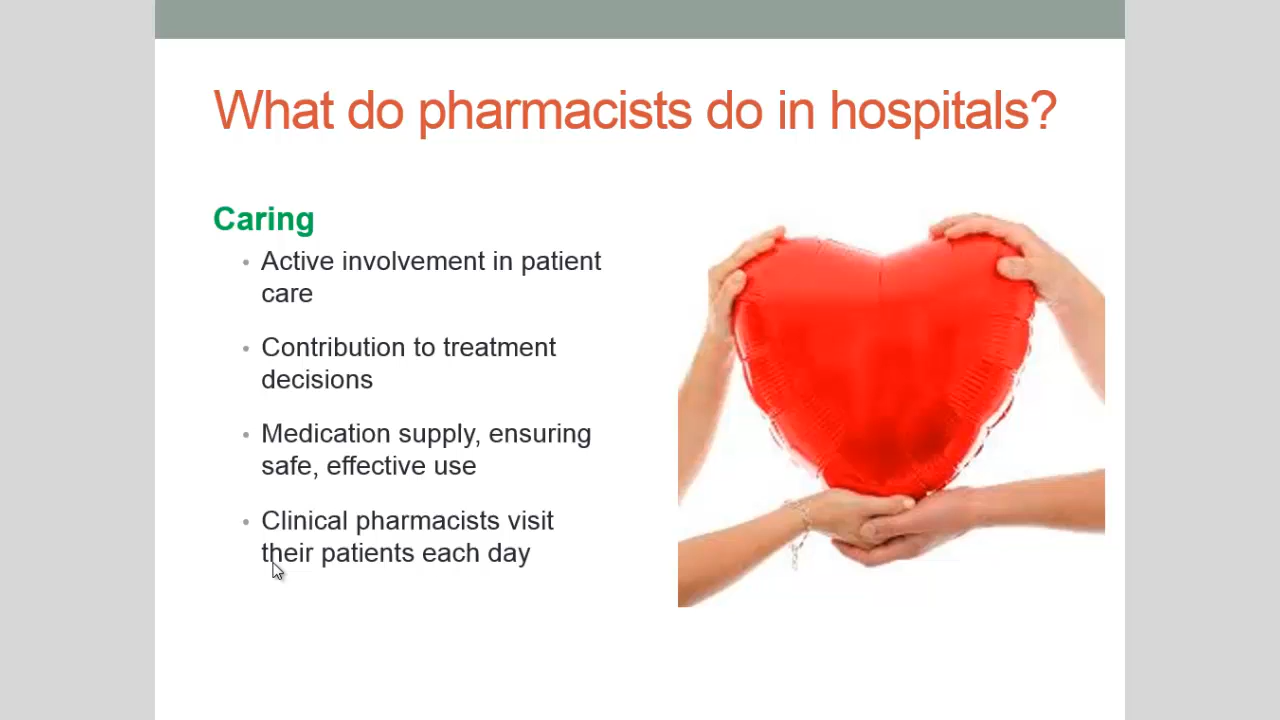 What do pharmacists do in hospitals?
Caring
• Active involvement in patient
care
• Contribution to treatment
decisions
• Medication supply, ensuring
safe, effective use
• Clinical pharmacists visit
their patients each day